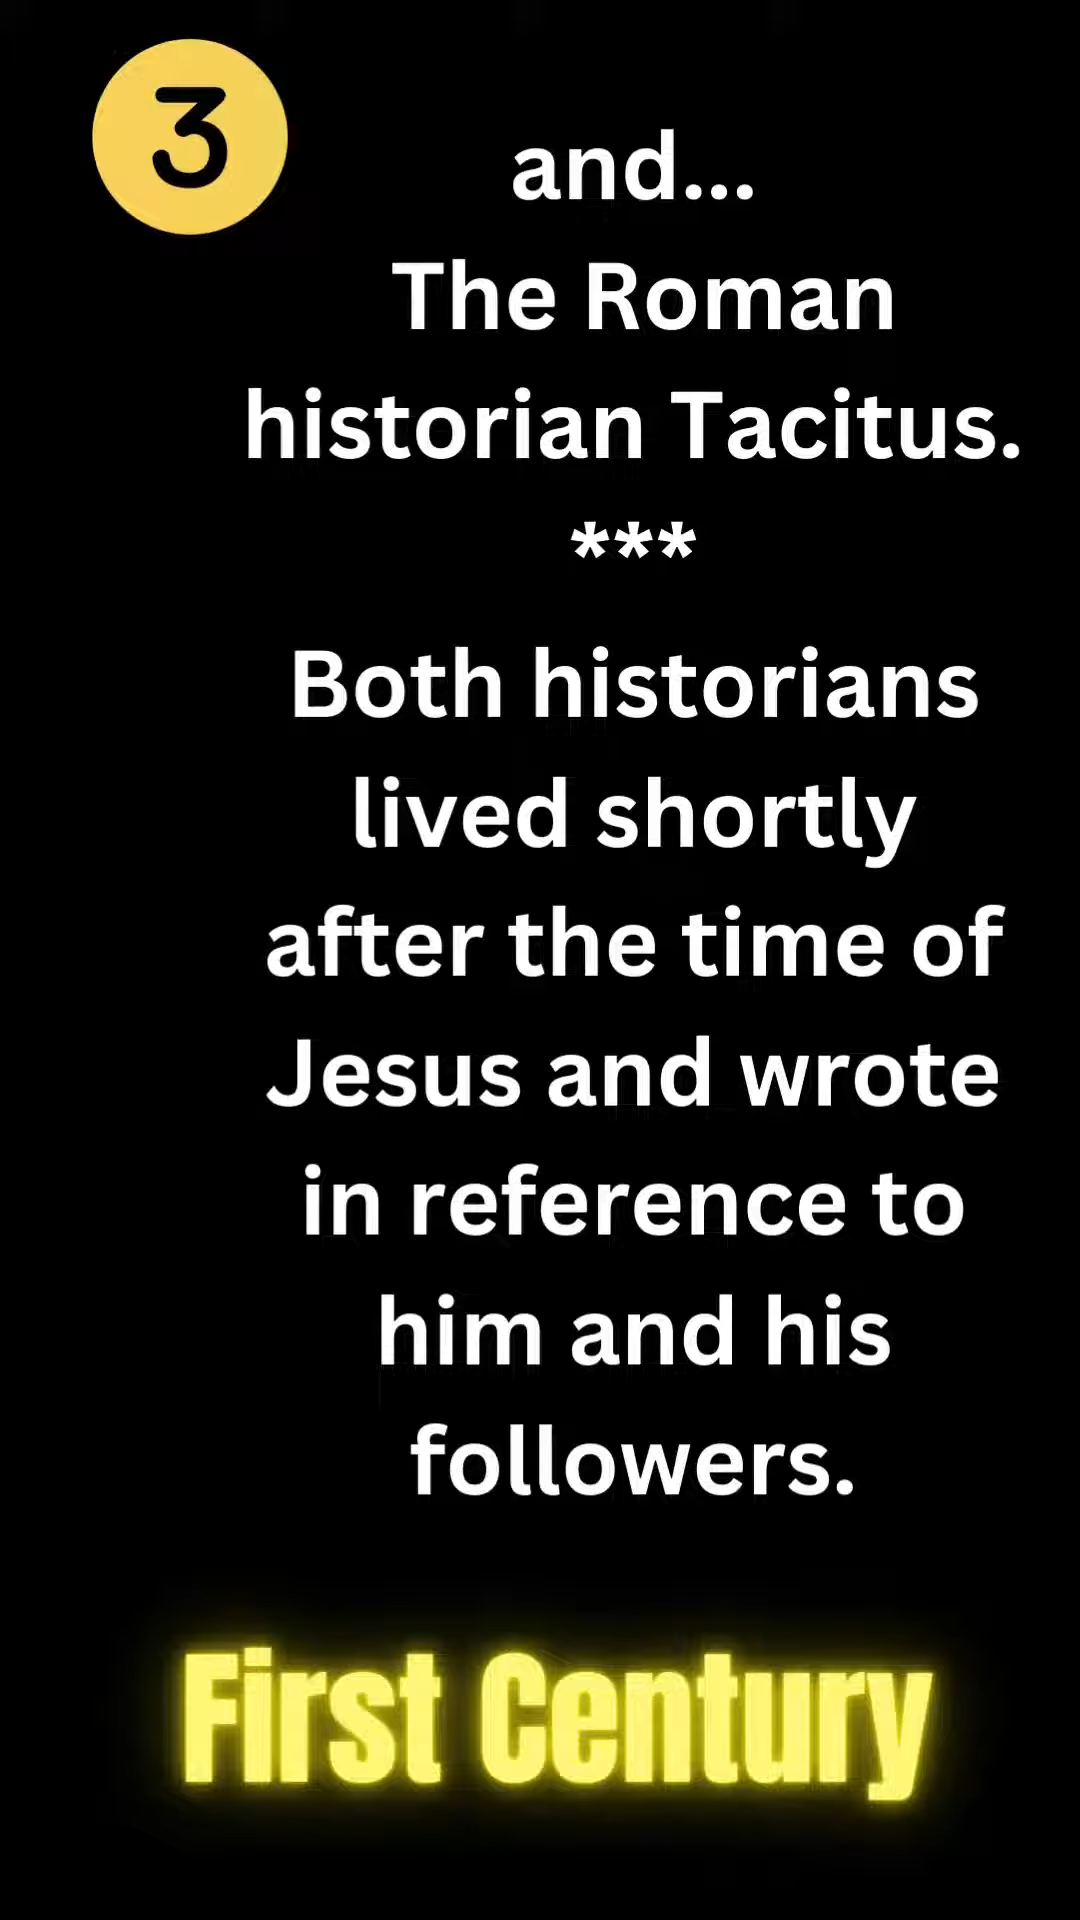 3
and...
The Roman
historian Tacitus.
***
Both historians
lived shortly
after the time of
Jesus and wrote
in reference to
him and his
followers.
First Century